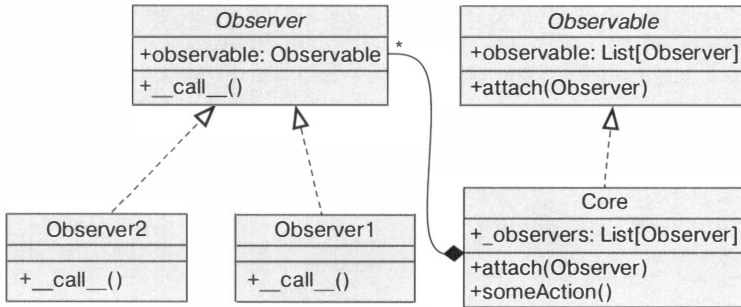 Observer
+observable: Observable
+__call__()
*
Observable
+observable: List[Observer]
+attach(Observer)
Observer2
+__call__()
Observer1
+__call__()
Core
+_observers: List[Observer]
+attach(Observer)
+someAction()